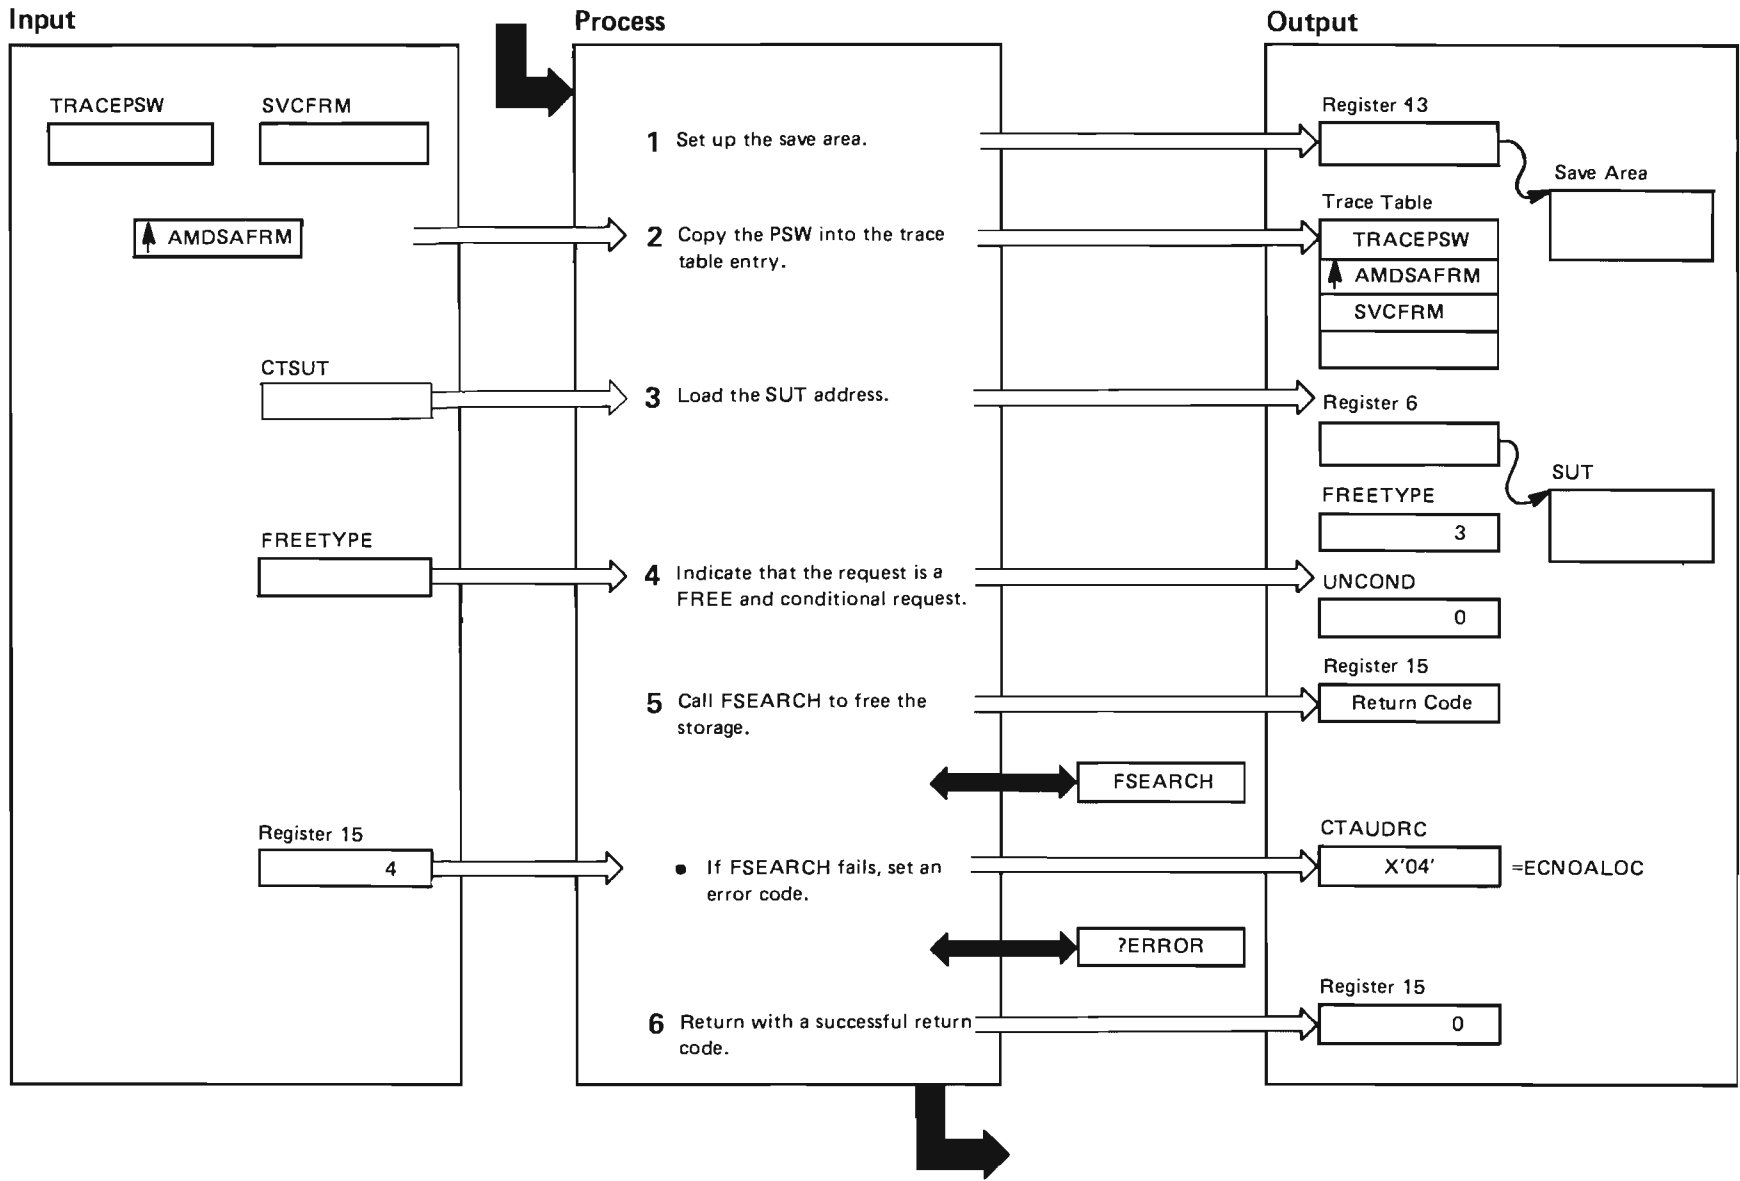 Input
Process
Output
TRACEPSW
SVCFRM
AMDSAFRM
CTSUT
FREETYPE
Register 15
4
1 Set up the save area.
2 Copy the PSW into the trace
table entry.
3 Load the SUT address.
4 Indicate that the request is a
FREE and conditional request.
5 Call FSEARCH to free the
storage.
FSEARCH
• If FSEARCH fails, set an
error code.
?ERROR
6 Return with a successful return
code.
Register 13
Save Area
Trace Table
TRACEPSW
AMDSAFRM
SVCFRM
Register 6
SUT
FREETYPE
3
UNCOND
0
Register 15
Return Code
CTAUDRC
X'04' =ECNOALOC
Register 15
0